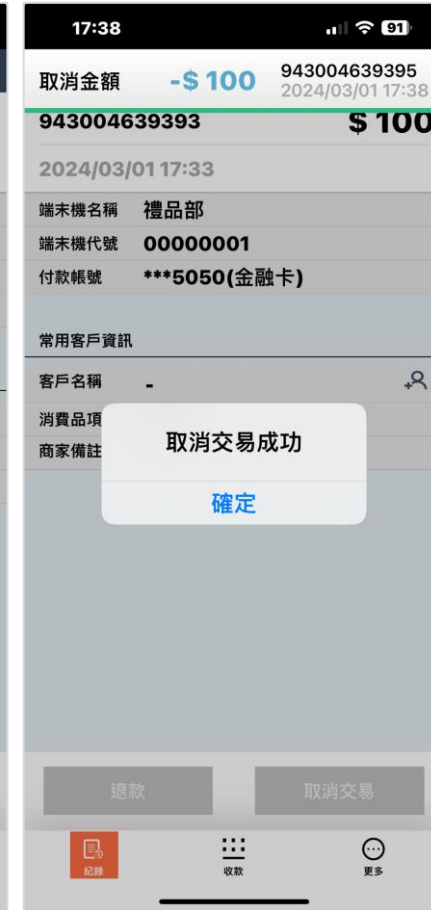 17:38 91
取消金額 -$ 100 943004639395
2024/03/01 17:38
943004639393 $ 100
2024/03/01 17:33
端末機名稱 禮品部
端末機代號 00000001
付款帳號 ***5050(金融卡)
常用客戶資訊
客戶名稱 -
消費品項
商家備註
取消交易成功
確定
退款 取消交易
紀錄 收款 更多